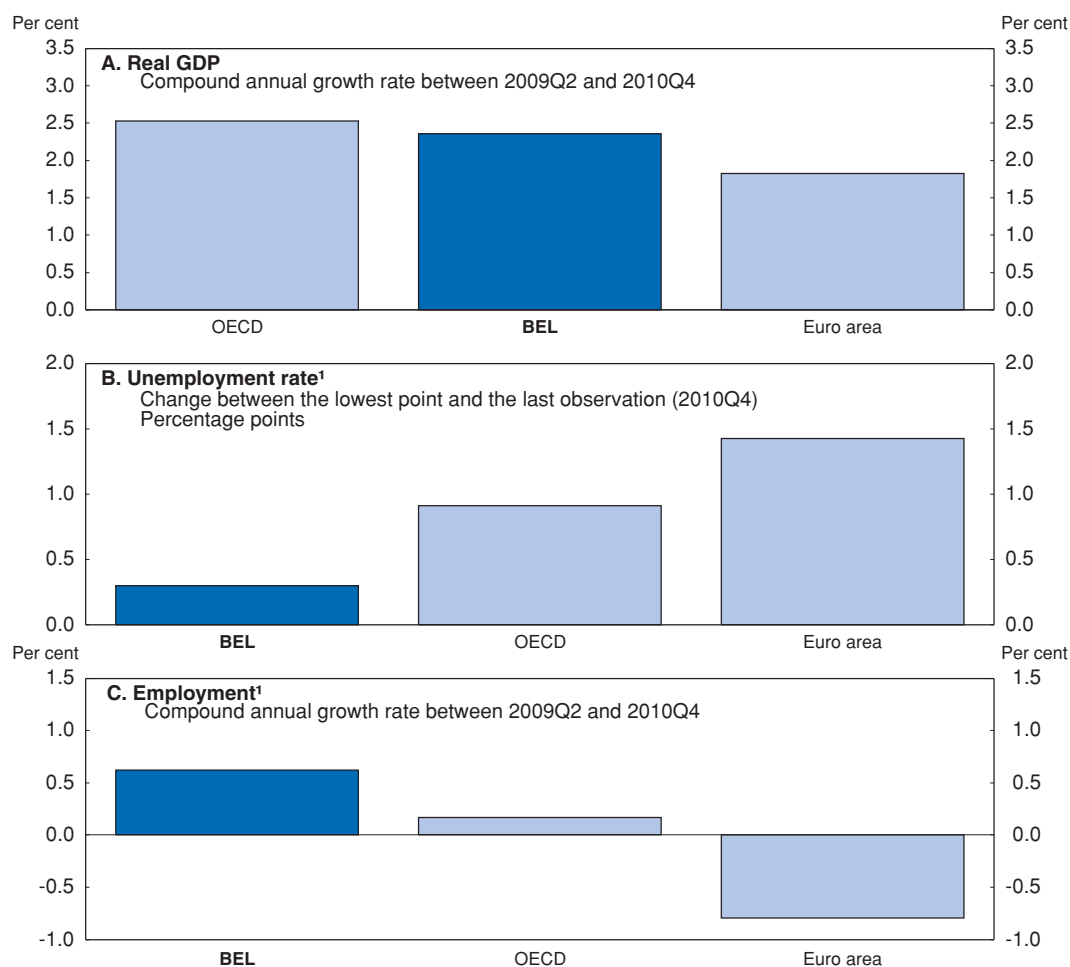 Per cent Per cent
3.5 3.5
A. Real GDP
Compound annual growth rate between 2009Q2 and 2010Q4
3.0 3.0
2.5 2.5
2.0 2.0
1.5 1.5
1.0 1.0
0.5 0.5
0.0 0.0
OECD BEL Euro area
2.0 2.0
B. Unemployment rate¹
Change between the lowest point and the last observation (2010Q4)
Percentage points
1.5 1.5
1.0 1.0
0.5 0.5
0.0 0.0
BEL OECD Euro area
Per cent Per cent
1.5 1.5
C. Employment¹
Compound annual growth rate between 2009Q2 and 2010Q4
1.0 1.0
0.5 0.5
0.0 0.0
-0.5 -0.5
-1.0 -1.0
BEL OECD Euro area